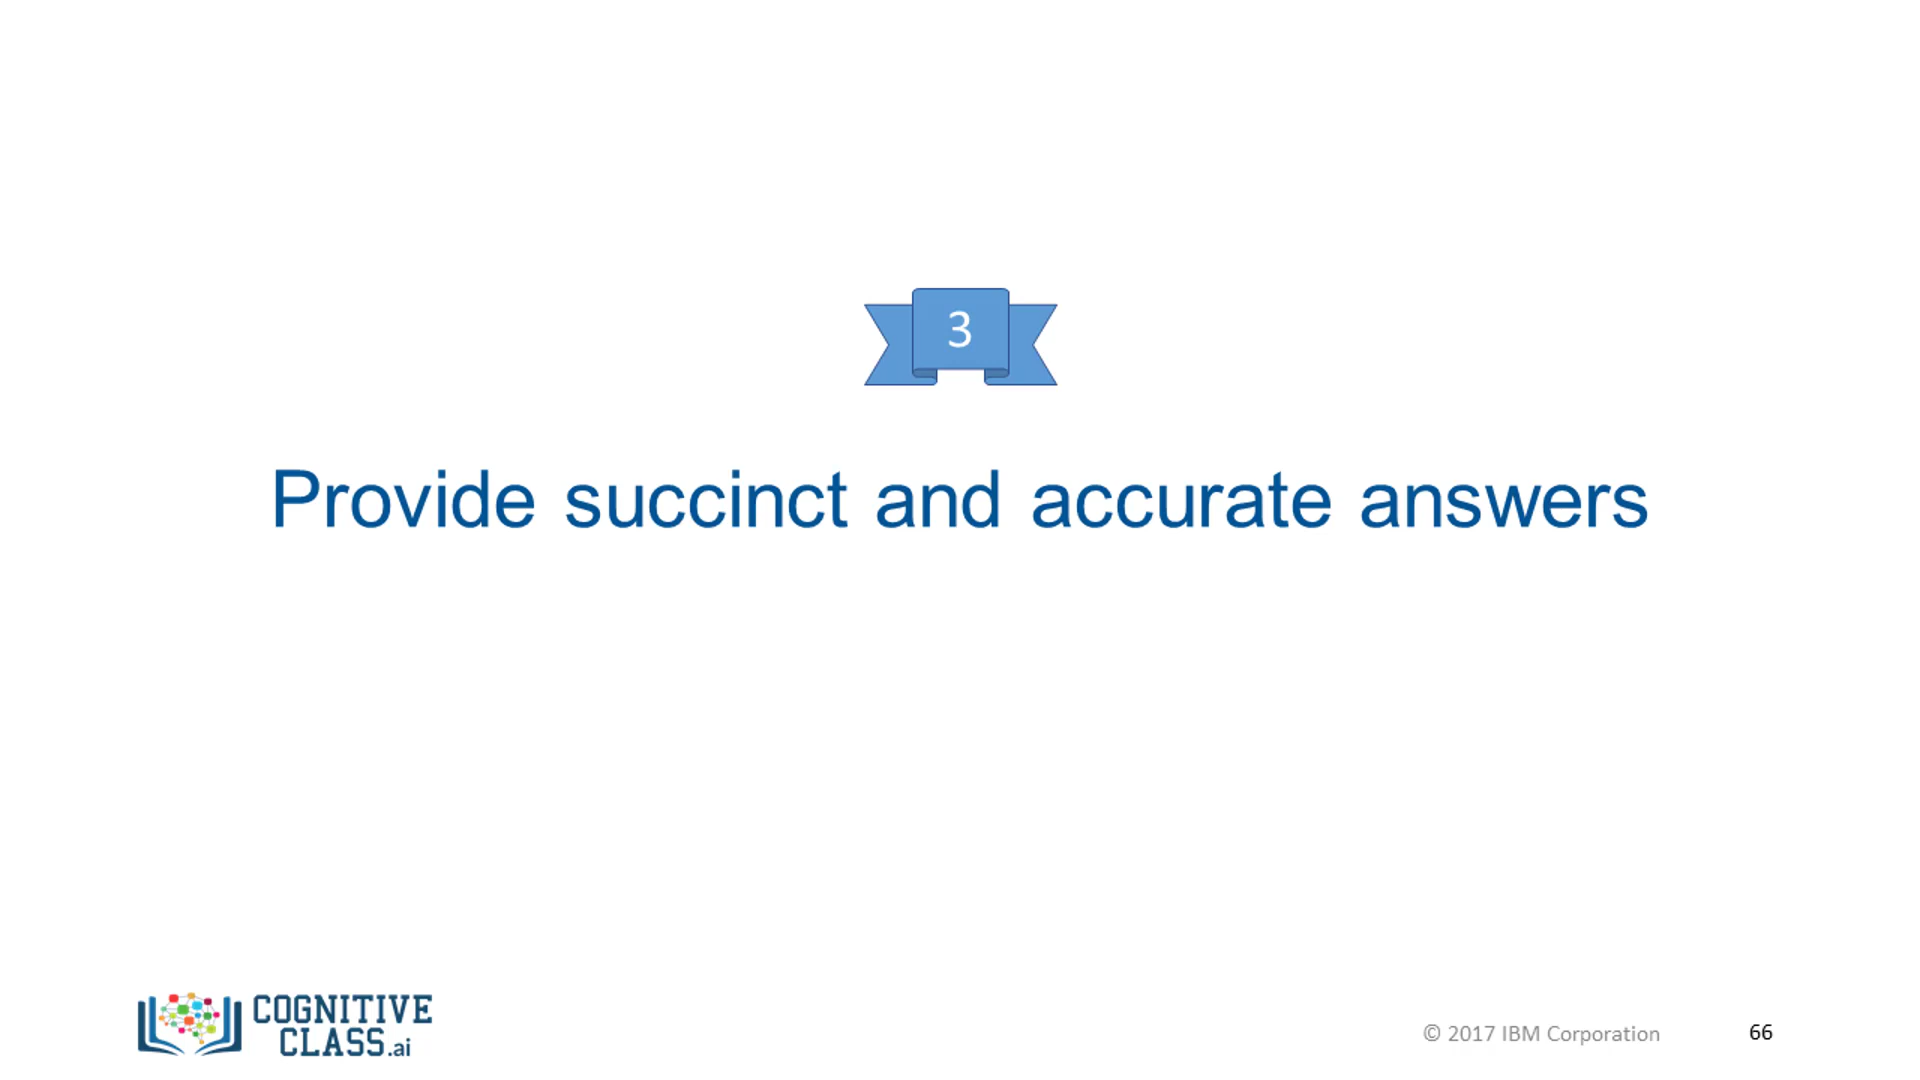 3
Provide succinct and accurate answers
COGNITIVE
CLASS.ai
© 2017 IBM Corporation
66